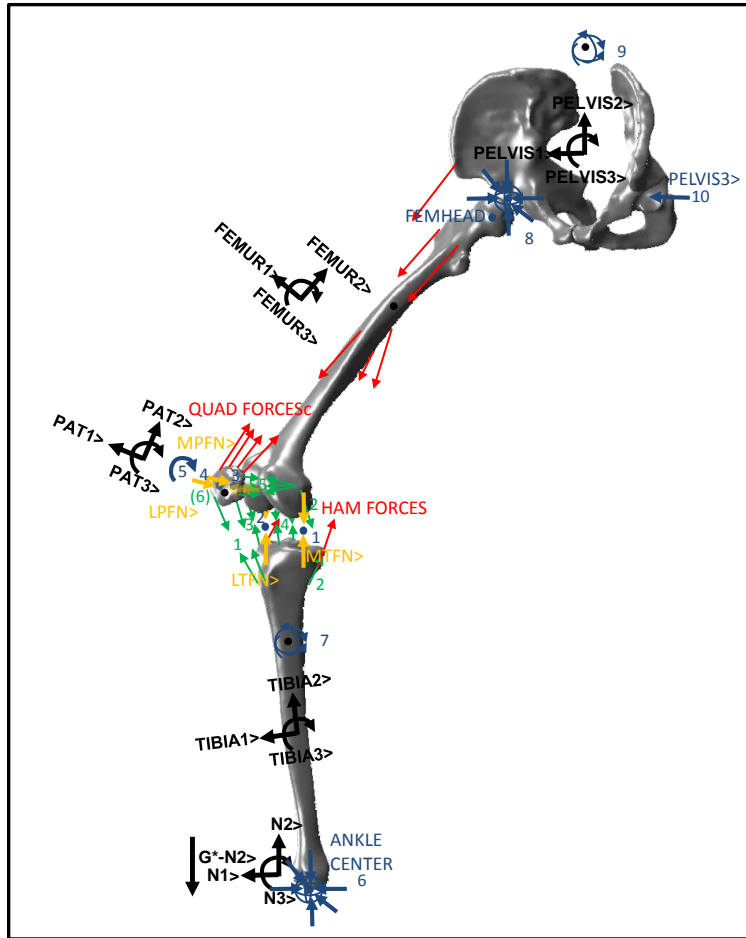 9
PELVIS2>
PELVIS1>
PELVIS3>
PELVIS3>
10
FEMHEAD
8
FEMUR1>
FEMUR2>
FEMUR3>
PAT2>
PAT1>
PAT3>
QUAD FORCESc
MPFN>
5
4
3
5
(6)
LPFN>
2
HAM FORCES
2
3
4
1
1
LTFN>
MTFN>
2
7
TIBIA2>
TIBIA1>
TIBIA3>
N2>
G*-N2>
N1>
N3>
ANKLE
CENTER
6